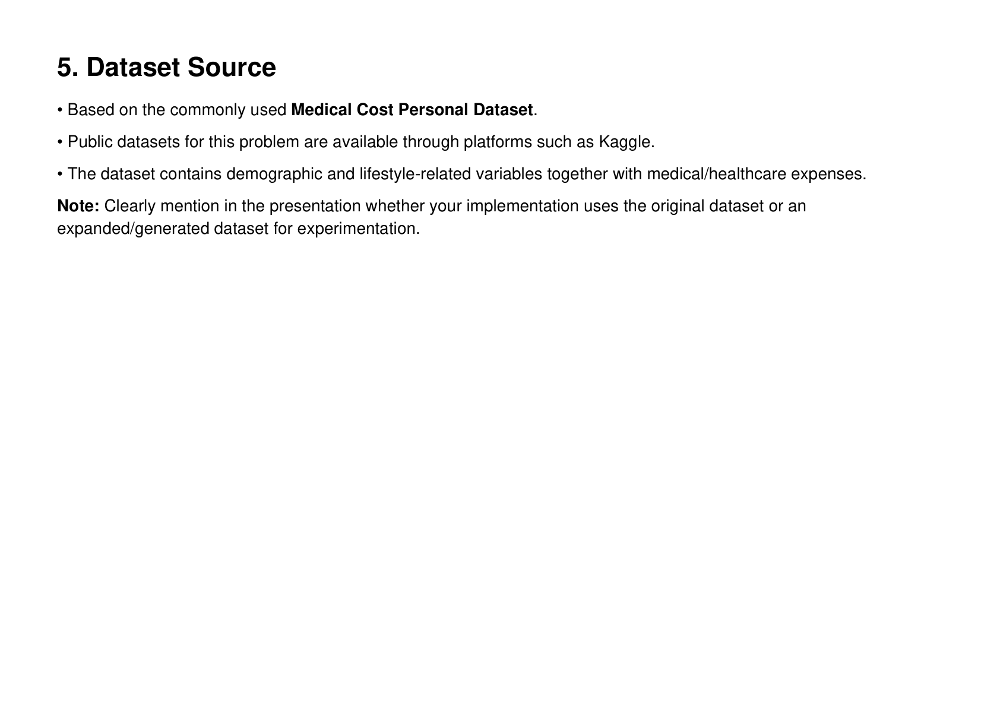 5. Dataset Source
• Based on the commonly used Medical Cost Personal Dataset.
• Public datasets for this problem are available through platforms such as Kaggle.
• The dataset contains demographic and lifestyle-related variables together with medical/healthcare expenses.
Note: Clearly mention in the presentation whether your implementation uses the original dataset or an
expanded/generated dataset for experimentation.